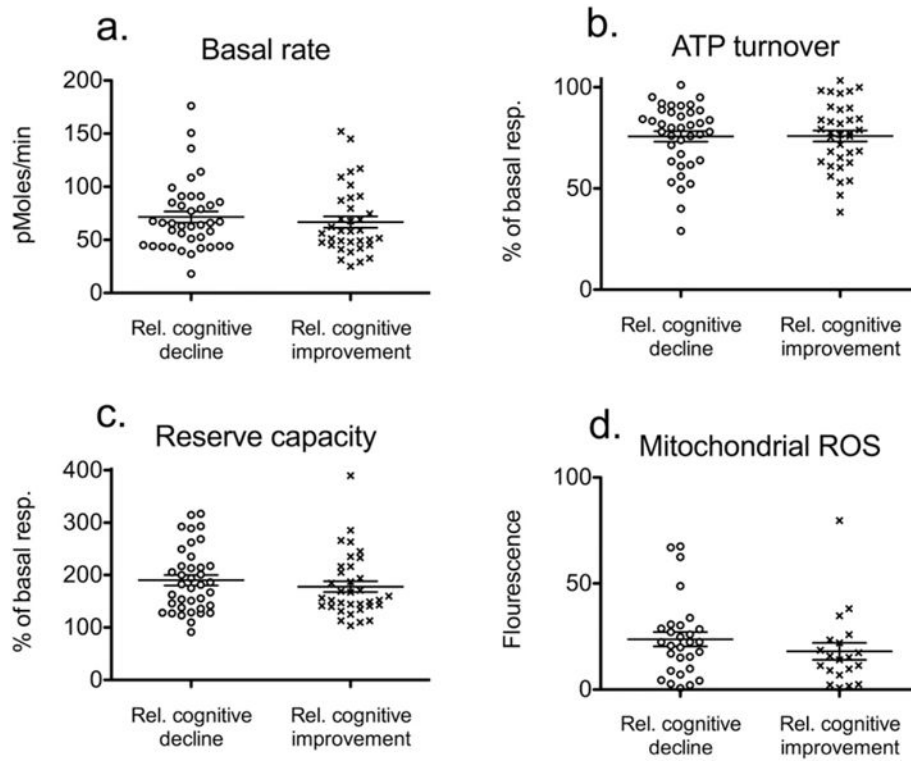 a.
Basal rate
200
150
100
50
0
pMoles/min
Rel. cognitive decline
Rel. cognitive improvement
b.
ATP turnover
100
50
0
% of basal resp.
Rel. cognitive decline
Rel. cognitive improvement
c.
Reserve capacity
400
300
200
100
0
% of basal resp.
Rel. cognitive decline
Rel. cognitive improvement
d.
Mitochondrial ROS
100
50
0
Flourescence
Rel. cognitive decline
Rel. cognitive improvement